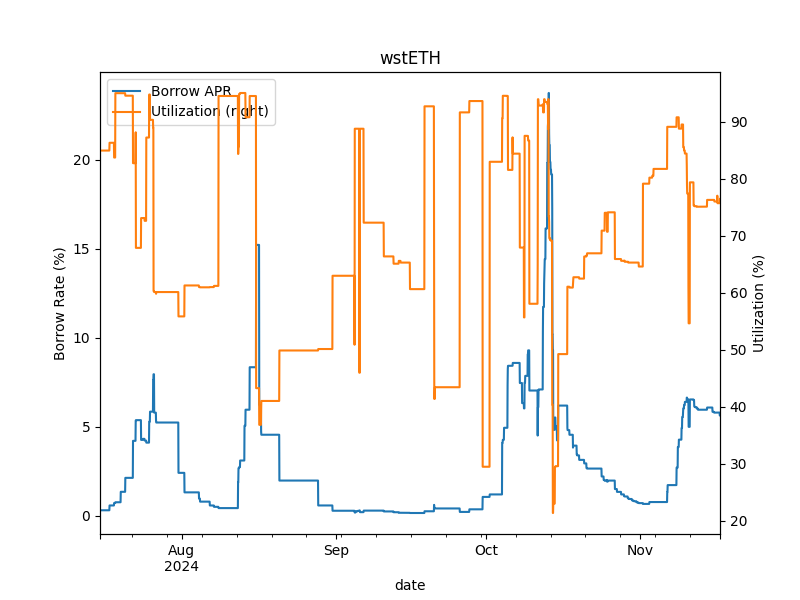 wstETH
Borrow APR
Utilization (right)
20
15
10
5
0
90
80
70
60
50
40
30
20
Borrow Rate (%)
Utilization (%)
Aug
2024
Sep
Oct
Nov
date